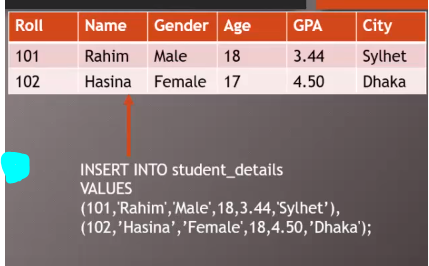 Roll Name Gender Age GPA City
101 Rahim Male 18 3.44 Sylhet
102 Hasina Female 17 4.50 Dhaka
INSERT INTO student_details
VALUES
(101,'Rahim','Male',18,3.44,'Sylhet’),
(102,’Hasina’,’Female',18,4.50,’Dhaka');